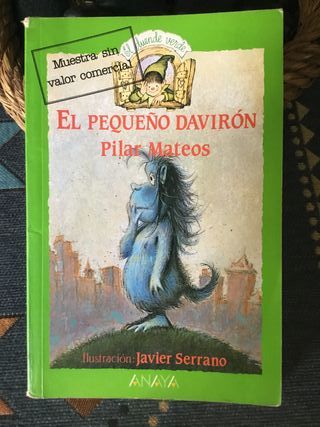 El duende verde
Muestra sin
valor comercial
EL PEQUEÑO DAVIRÓN
Pilar Mateos
Ilustración: Javier Serrano
ANAYA